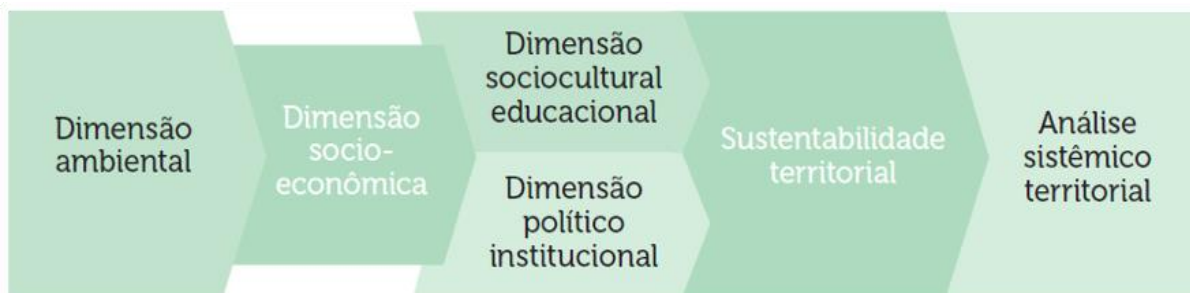 Dimensão
ambiental
Dimensão
socio-
econômica
Dimensão
sociocultural
educacional
Dimensão
político
institucional
Sustentabilidade
territorial
Análise
sistêmico
territorial